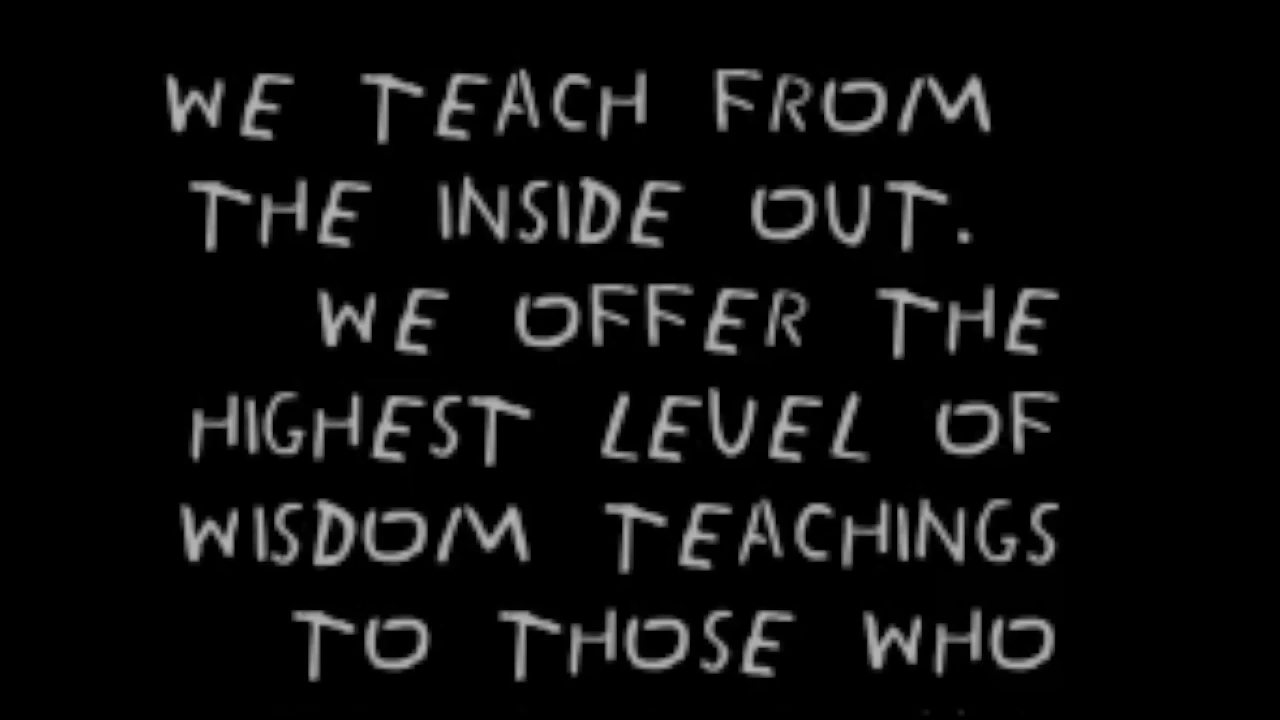 WE TEACH FROM
THE INSIDE OUT.
WE OFFER THE
HIGHEST LEVEL OF
WISDOM TEACHINGS
TO THOSE WHO